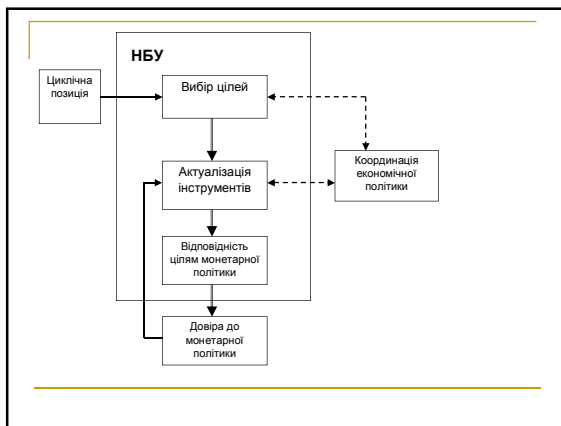 НБУ
Циклічна
позиція
Вибір цілей
Координація
економічної
політики
Актуалізація
інструментів
Відповідність
цілям монетарної
політики
Довіра до
монетарної
політики